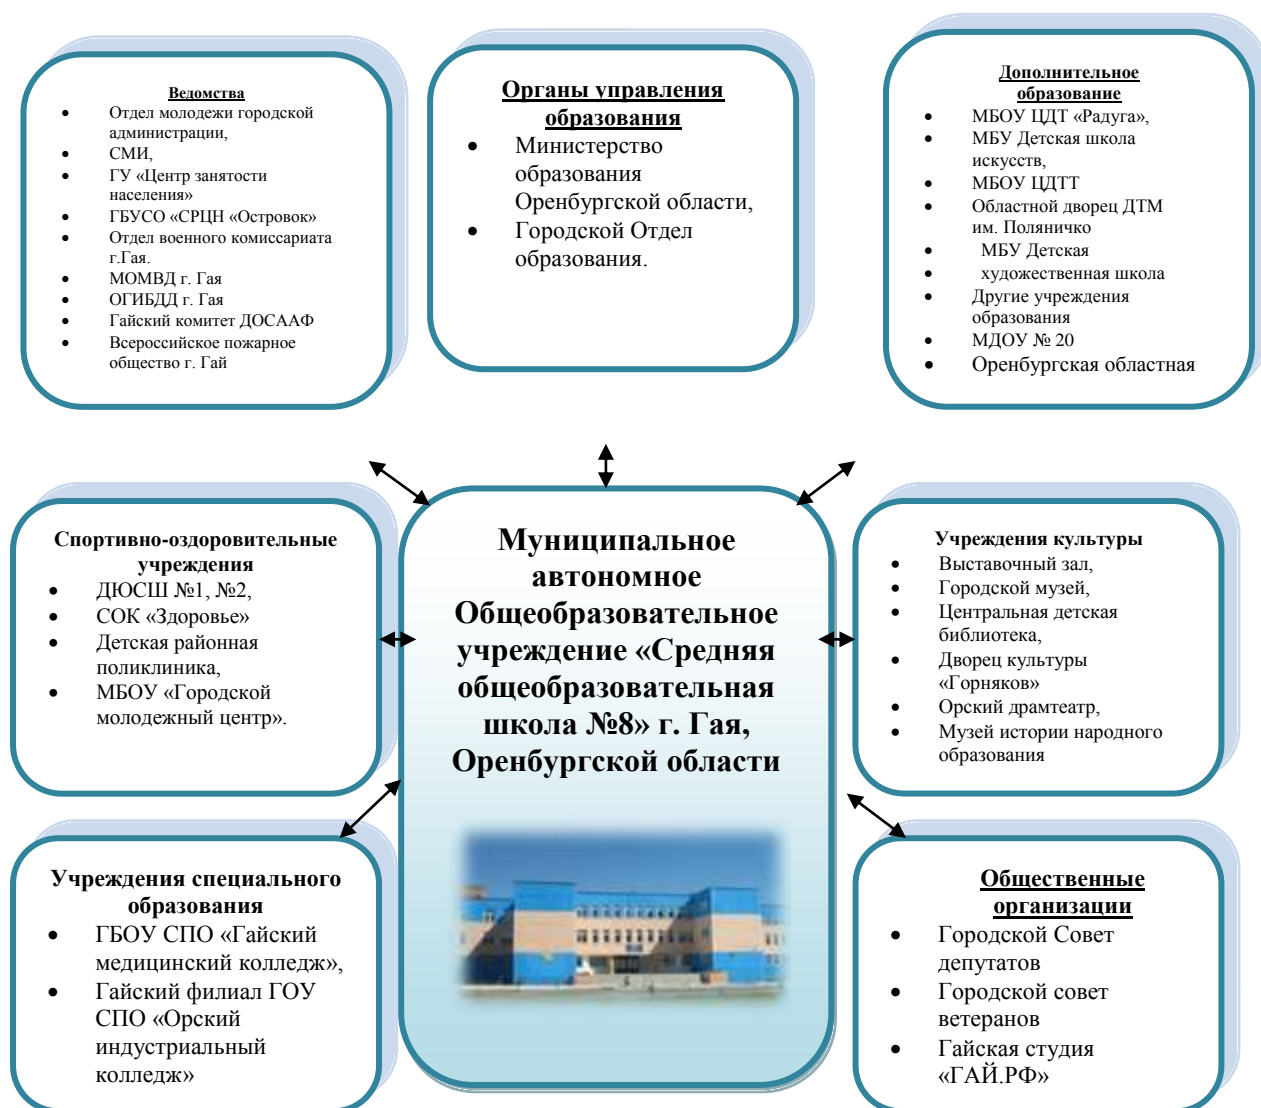 Ведомства
• Отдел молодежи городской
администрации,
• СМИ,
• ГУ «Центр занятости
населения»
• ГБУСО «СРЦН «Островок»
• Отдел военного комиссариата
г.Гая.
• МОМВД г. Гая
• ОГИБДД г. Гая
• Гайский комитет ДОСААФ
• Всероссийское пожарное
общество г. Гай
Органы управления
образования
• Министерство
образования
Оренбургской области,
• Городской Отдел
образования.
Дополнительное
образование
• МБОУ ЦДТ «Радуга»,
• МБУ Детская школа
искусств,
• МБОУ ЦДТТ
• Областной дворец ДТМ
им. Поляничко
• МБУ Детская
• художественная школа
• Другие учреждения
образования
• МДОУ № 20
• Оренбургская областная
Спортивно-оздоровительные
учреждения
• ДЮСШ №1, №2,
• СОК «Здоровье»
• Детская районная
поликлиника,
• МБОУ «Городской
молодежный центр».
Муниципальное
автономное
Общеобразовательное
учреждение «Средняя
общеобразовательная
школа №8» г. Гая,
Оренбургской области
Учреждения культуры
• Выставочный зал,
• Городской музей,
• Центральная детская
библиотека,
• Дворец культуры
«Горняков»
• Орский драмтеатр,
• Музей истории народного
образования
Учреждения специального
образования
• ГБОУ СПО «Гайский
медицинский колледж»,
• Гайский филиал ГОУ
СПО «Орский
индустриальный
колледж»
Общественные
организации
• Городской Совет
депутатов
• Городской совет
ветеранов
• Гайская студия
«ГАЙ.РФ»